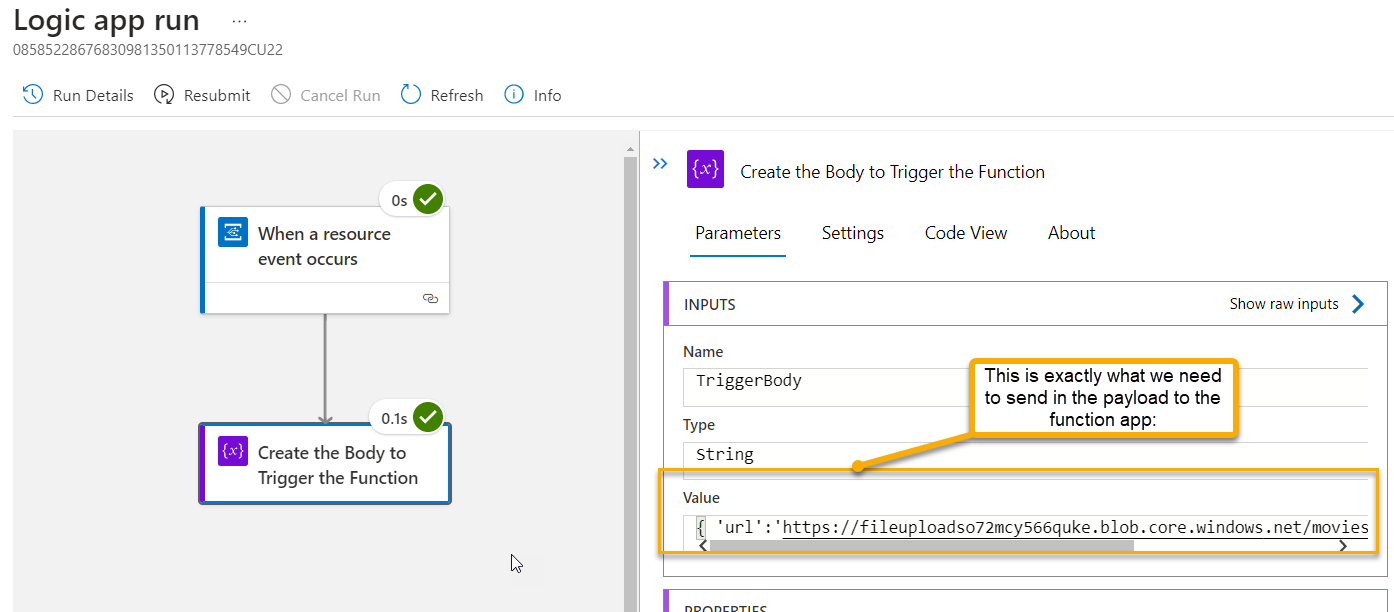 Logic app run ...
08585228676830981350113778549CU22
Run Details Resubmit Cancel Run Refresh Info
0s
When a resource
event occurs
0.1s
{x} Create the Body to
Trigger the Function
{x} Create the Body to Trigger the Function
Parameters Settings Code View About
INPUTS Show raw inputs
Name
TriggerBody
This is exactly what we need
to send in the payload to the
function app:
Type
String
Value
{ 'url':'https://fileuploadso72mcy566quke.blob.core.windows.net/movies
PROPERTIES